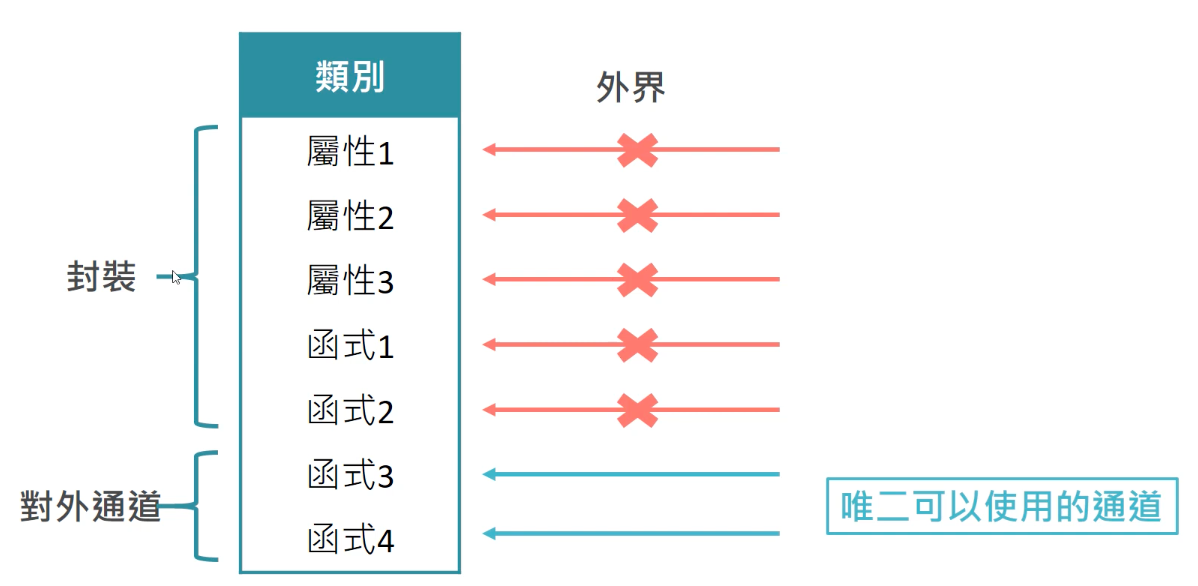 類別
外界
屬性1
屬性2
屬性3
封裝
函式1
函式2
函式3
對外通道
唯二可以使用的通道
函式4